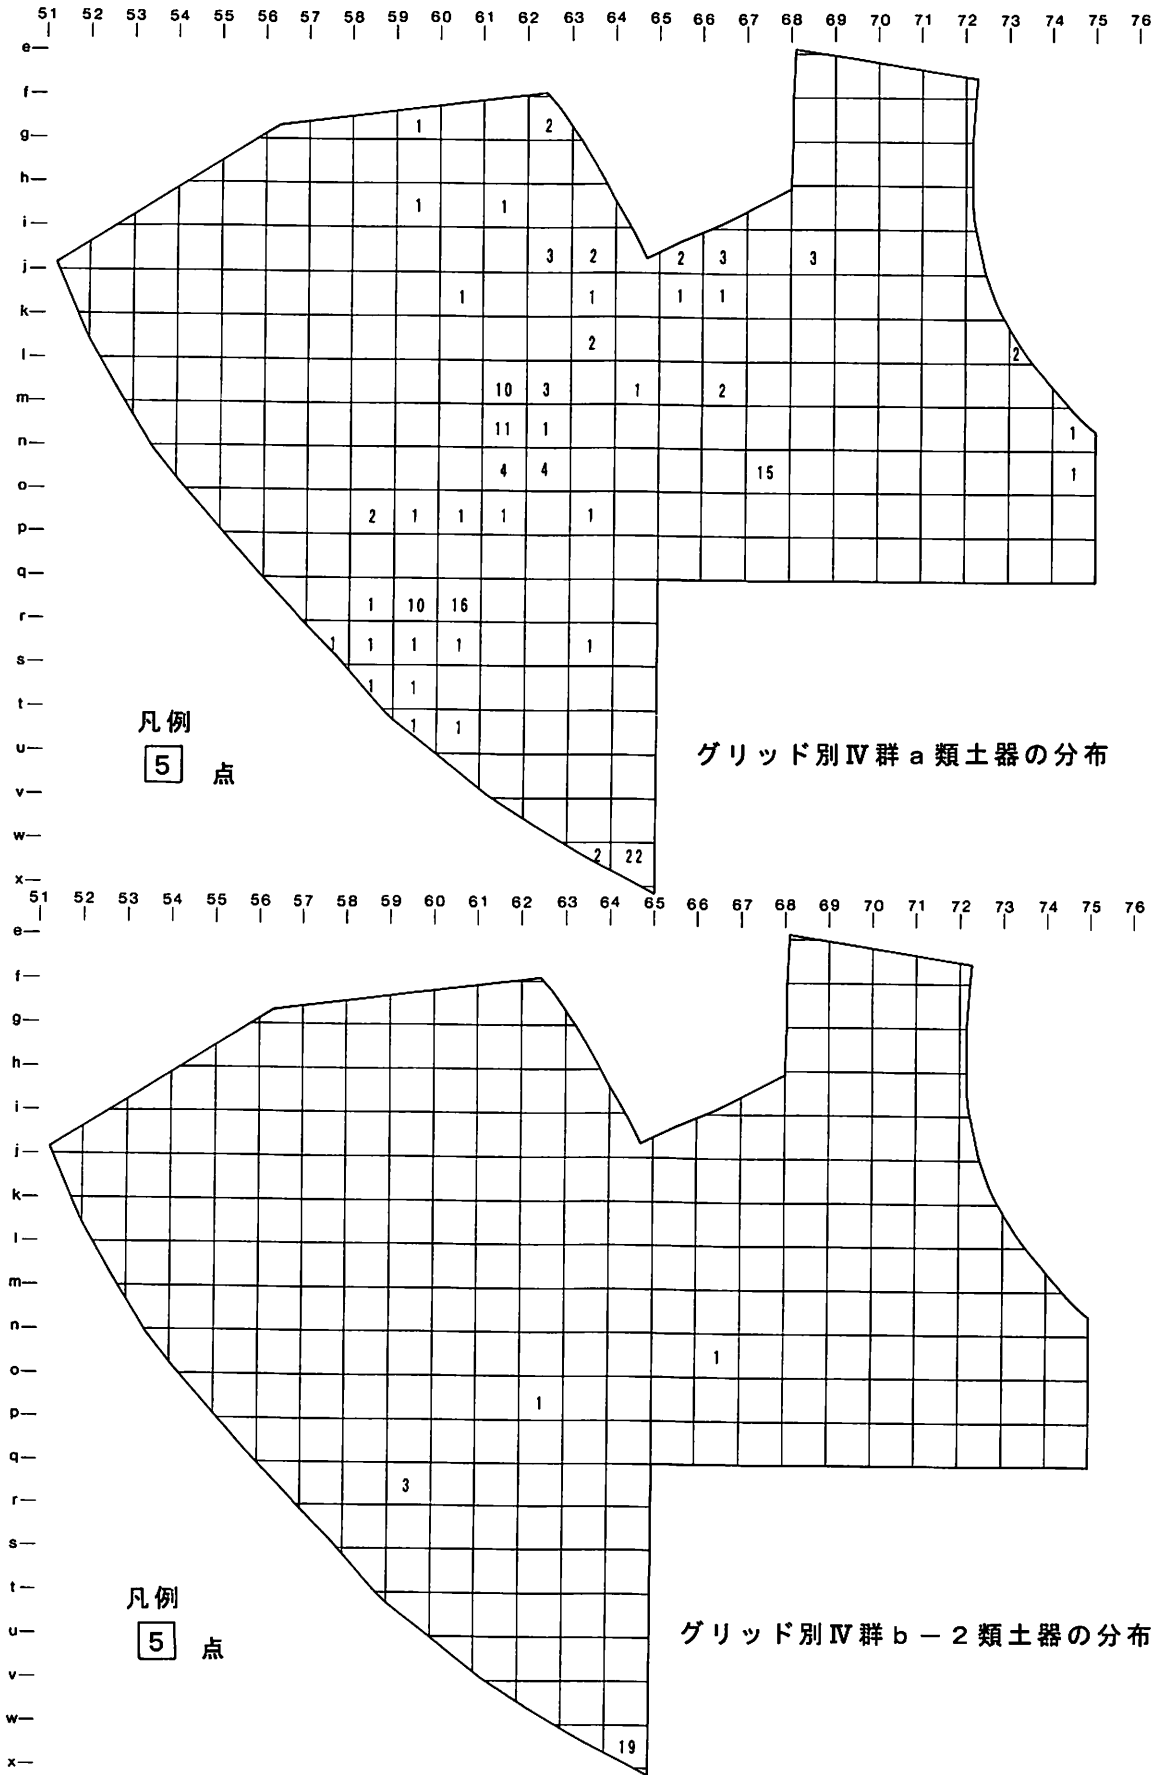 51 52 53 54 55 56 57 58 59 60 61 62 63 64 65 66 67 68 69 70 71 72 73 74 75 76
e
f
1 2
g
h
1 1
i
3 2 2 3 3
j
1 1 1 1
k
2
l
2
10 3 1 2
m
11 1 1
n
4 4 15 1
o
2 1 1 1 1
p
q
1 10 16
r
1 1 1 1 1
s
1 1
t
1 1
凡例
u
グリッド別Ⅳ群a類土器の分布
5 点
v
w
2 22
x
51 52 53 54 55 56 57 58 59 60 61 62 63 64 65 66 67 68 69 70 71 72 73 74 75 76
e
f
g
h
i
j
k
l
m
n
1
o
1
p
q
3
r
s
t
凡例
u
グリッド別Ⅳ群b-2類土器の分布
5 点
v
w
19
x